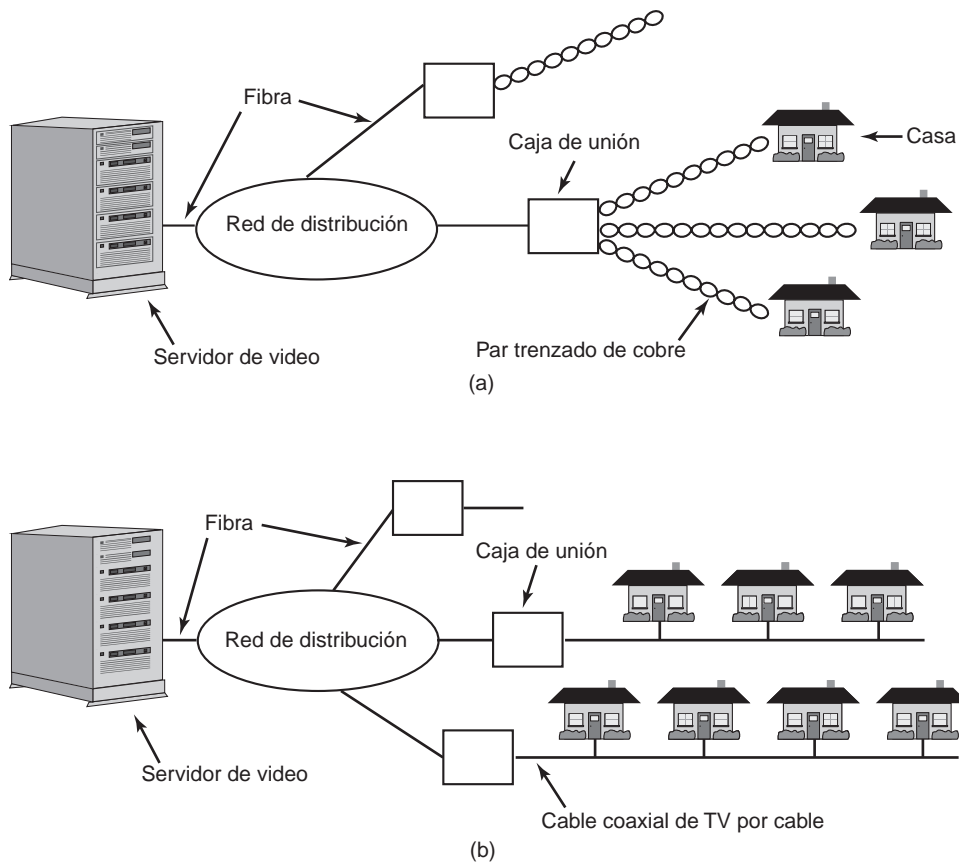 Fibra
Caja de unión
Casa
Red de distribución
Servidor de video
Par trenzado de cobre
(a)
Fibra
Caja de unión
Red de distribución
Servidor de video
Cable coaxial de TV por cable
(b)